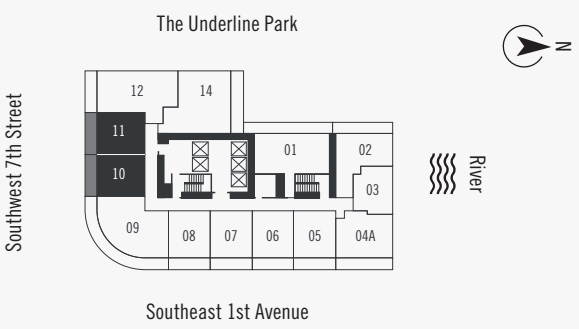 The Underline Park
N
Southwest 7th Street
12
14
11
01
02
10
03
River
09
08
07
06
05
04A
Southeast 1st Avenue